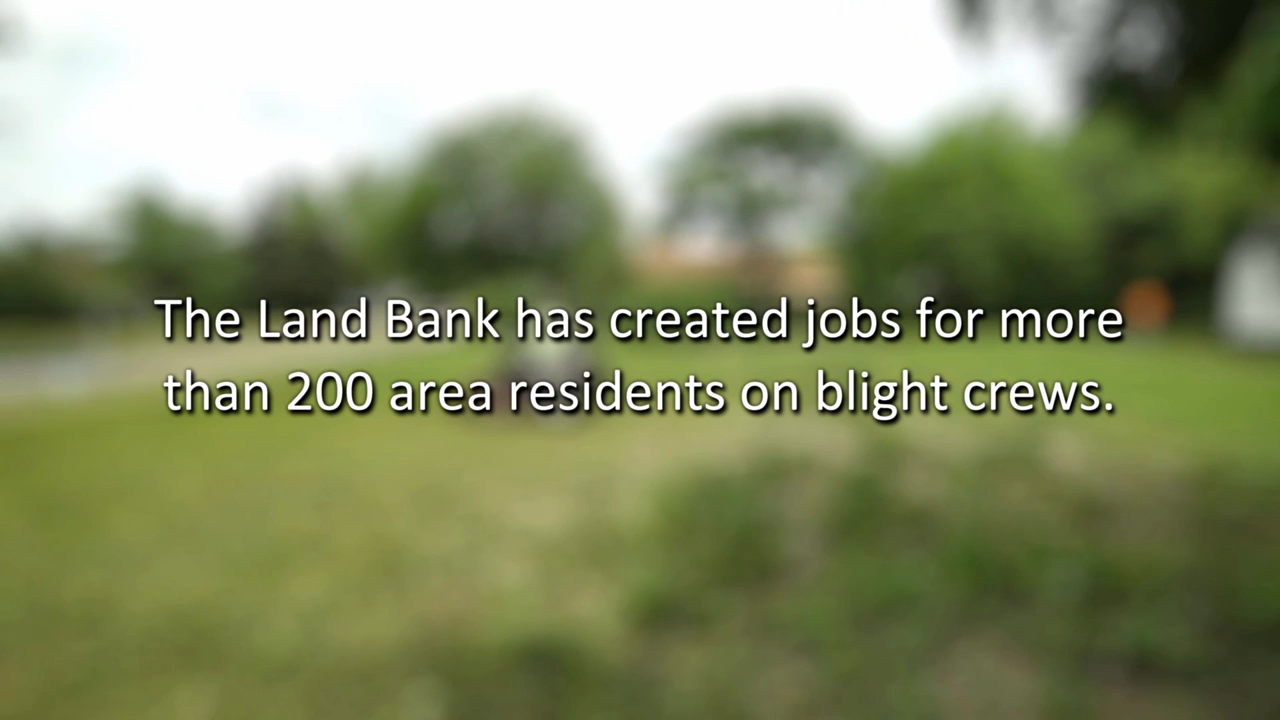 The Land Bank has created jobs for more
than 200 area residents on blight crews.